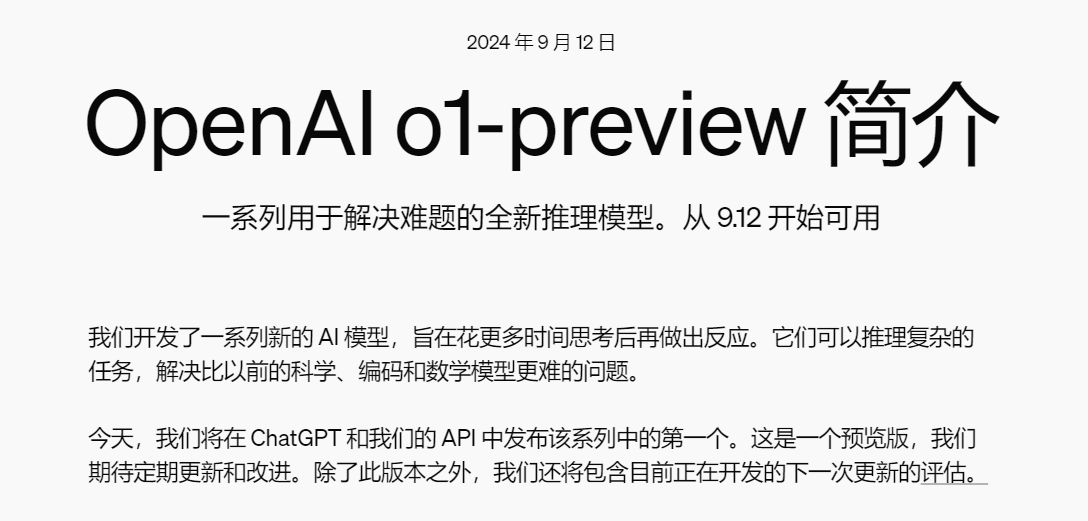 2024 年 9 月 12 日
OpenAI o1-preview 简介
一系列用于解决难题的全新推理模型。从 9.12 开始可用
我们开发了一系列新的 AI 模型，旨在花更多时间思考后再做出反应。它们可以推理复杂的
任务，解决比以前的科学、编码和数学模型更难的问题。
今天，我们将在 ChatGPT 和我们的 API 中发布该系列中的第一个。这是一个预览版，我们
期待定期更新和改进。除了此版本之外，我们还将包含目前正在开发的下一次更新的评估。